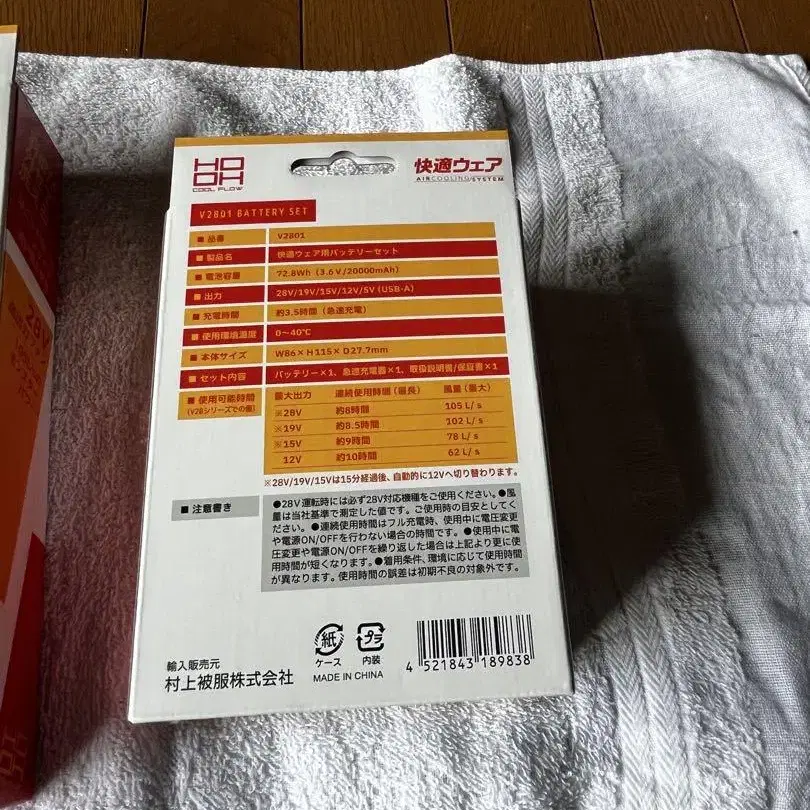 HO
OH
COOL FLOW
快適ウェア
AIRCOOLING/SYSTEM
V2801 BATTERY SET
■ 品番 V2801
■ 製品名 快適ウェア用バッテリーセット
■ 電池容量 72.8Wh (3.6V/20000mAh)
■ 出力 28V/19V/15V/12V/5V (USB-A)
■ 充電時間 約3.5時間（急速充電）
■ 使用環境温度 0～40℃
■ 本体サイズ W86×H115×D27.7mm
■ セット内容 バッテリー×1、急速充電器×1、取扱説明書/保証書×1
■ 使用可能時間 最大出力 連続使用時間（最長） 風量（最大）
(V28シリーズでの例) ※28V 約8時間 105 L/s
※19V 約8.5時間 102 L/s
※15V 約9時間 78 L/s
12V 約10時間 62 L/s
※28V/19V/15Vは15分経過後、自動的に12Vへ切り替わります。
■ 注意書き
●28V運転時には必ず28V対応機種をご使用ください。●風
量は当社基準で測定した値です。ご使用時の目安としてく
ださい。●連続使用時間はフル充電時、使用中に電圧変更
や電源ON/OFFを行わない場合の時間です。●使用中に電
圧変更や電源ON/OFFを繰り返した場合は上記より更に使
用時間が短くなります。●着用条件、環境に応じて使用時間
が異なります。使用時間の誤差は初期不良の対象外です。
輸入販売元
村上被服株式会社
紙
ケース
プラ
内装
MADE IN CHINA
4 521843 189838
28V